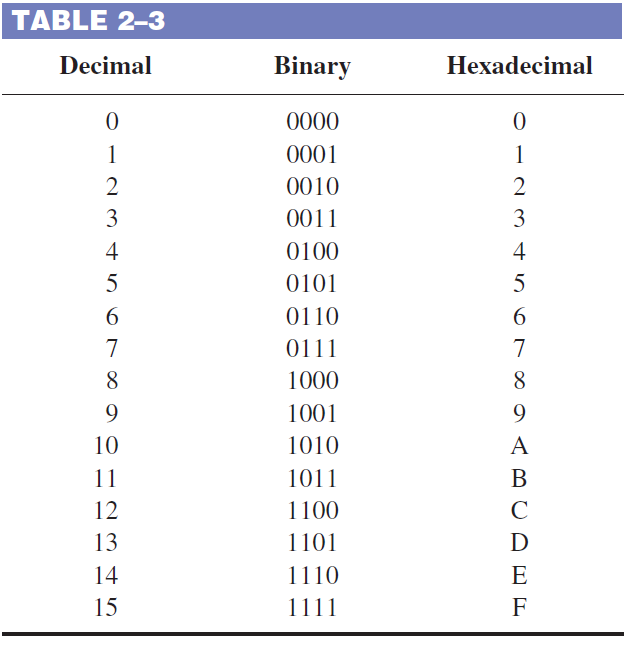 TABLE 2–3
Decimal Binary Hexadecimal
0 0000 0
1 0001 1
2 0010 2
3 0011 3
4 0100 4
5 0101 5
6 0110 6
7 0111 7
8 1000 8
9 1001 9
10 1010 A
11 1011 B
12 1100 C
13 1101 D
14 1110 E
15 1111 F